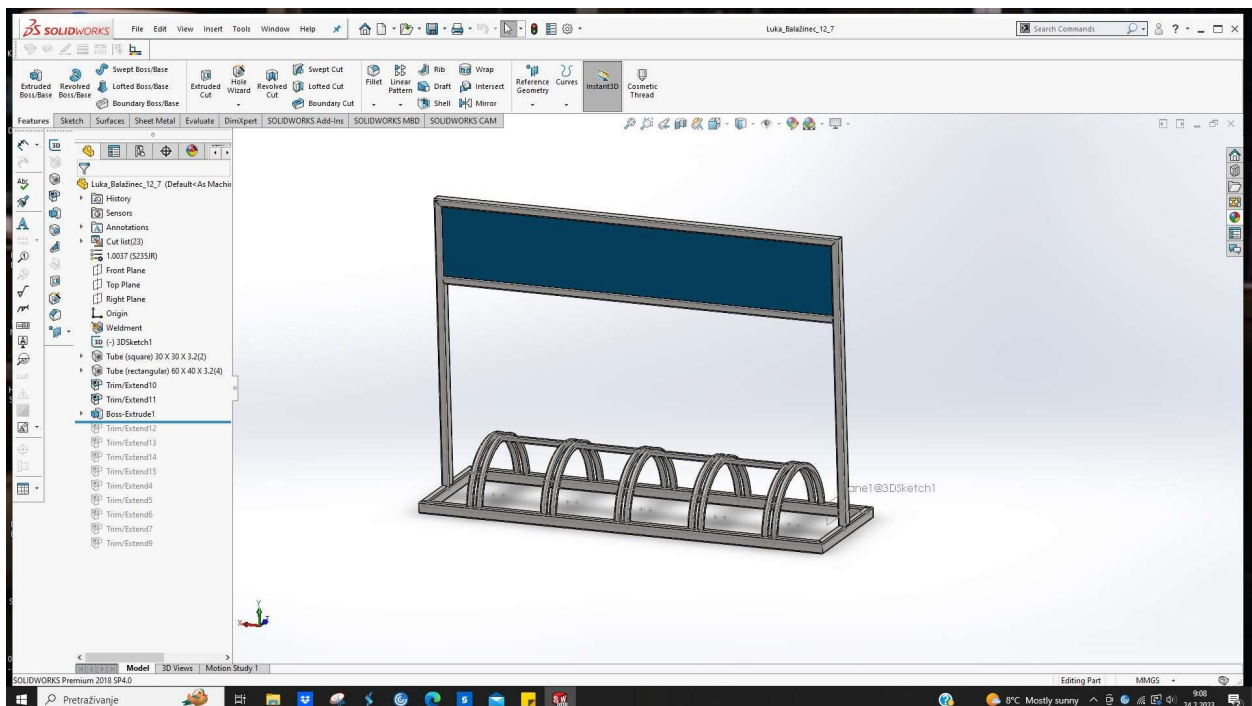 SOLIDWORKS File Edit View Insert Tools Window Help Luka_Balažinec_12_7 Search Commands ?
Extruded Boss/Base
Revolved Boss/Base
Swept Boss/Base
Lofted Boss/Base
Boundary Boss/Base
Extruded Cut
Hole Wizard
Revolved Cut
Swept Cut
Lofted Cut
Boundary Cut
Fillet
Linear Pattern
Rib
Draft
Shell
Wrap
Intersect
Mirror
Reference Geometry
Curves
Instant3D
Cosmetic Thread
Features Sketch Surfaces Sheet Metal Evaluate DimXpert SOLIDWORKS Add-Ins SOLIDWORKS MBD SOLIDWORKS CAM
Luka_Balažinec_12_7 (Default<As Machin
History
Sensors
Annotations
Cut list(23)
1.0037 (S235JR)
Front Plane
Top Plane
Right Plane
Origin
Weldment
(-) 3DSketch1
Tube (square) 30 X 30 X 3.2(2)
Tube (rectangular) 60 X 40 X 3.2(4)
Trim/Extend10
Trim/Extend11
Boss-Extrude1
Trim/Extend12
Trim/Extend13
Trim/Extend14
Trim/Extend15
Trim/Extend4
Trim/Extend5
Trim/Extend6
Trim/Extend7
Trim/Extend9
ane1@3DSketch1
Y
X
Model 3D Views Motion Study 1
SOLIDWORKS Premium 2018 SP4.0 Editing Part MMGS
Pretraživanje 8°C Mostly sunny 9:08
24.2.2023.